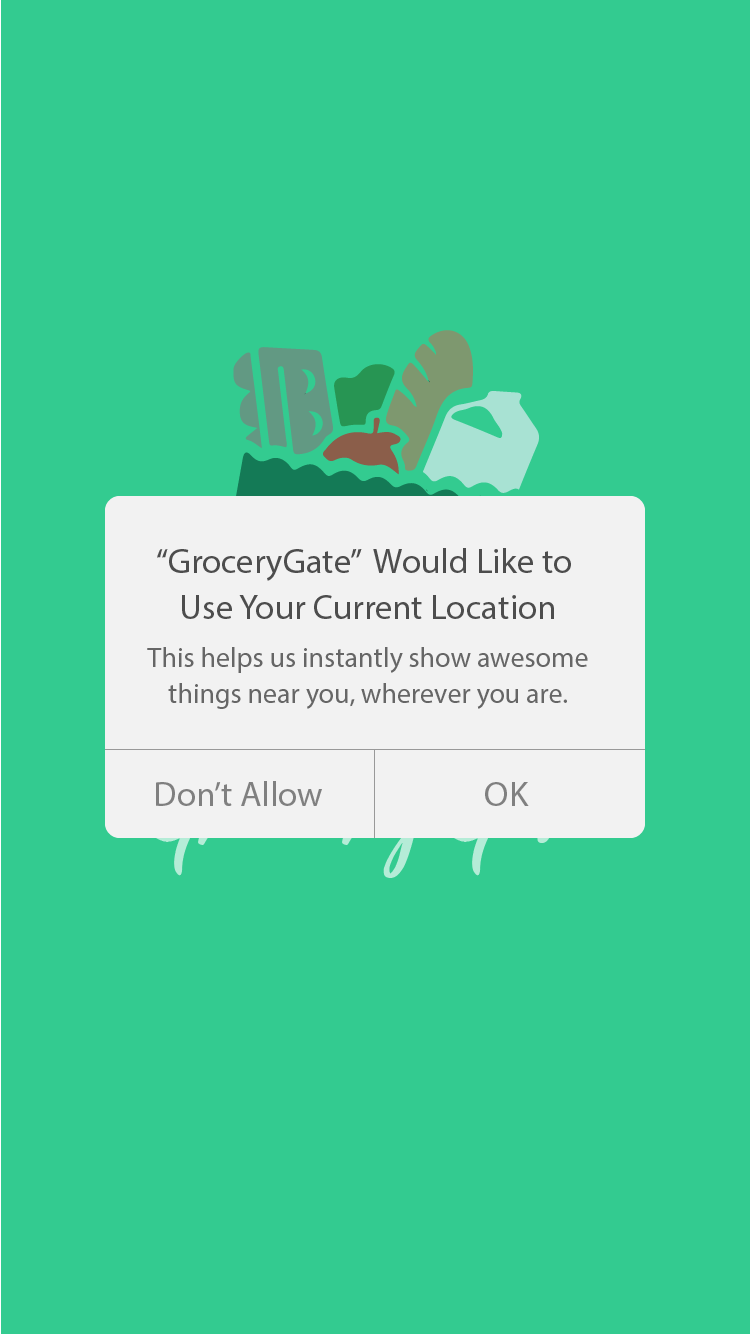 “GroceryGate” Would Like to
Use Your Current Location
This helps us instantly show awesome
things near you, wherever you are.
Don’t Allow
OK